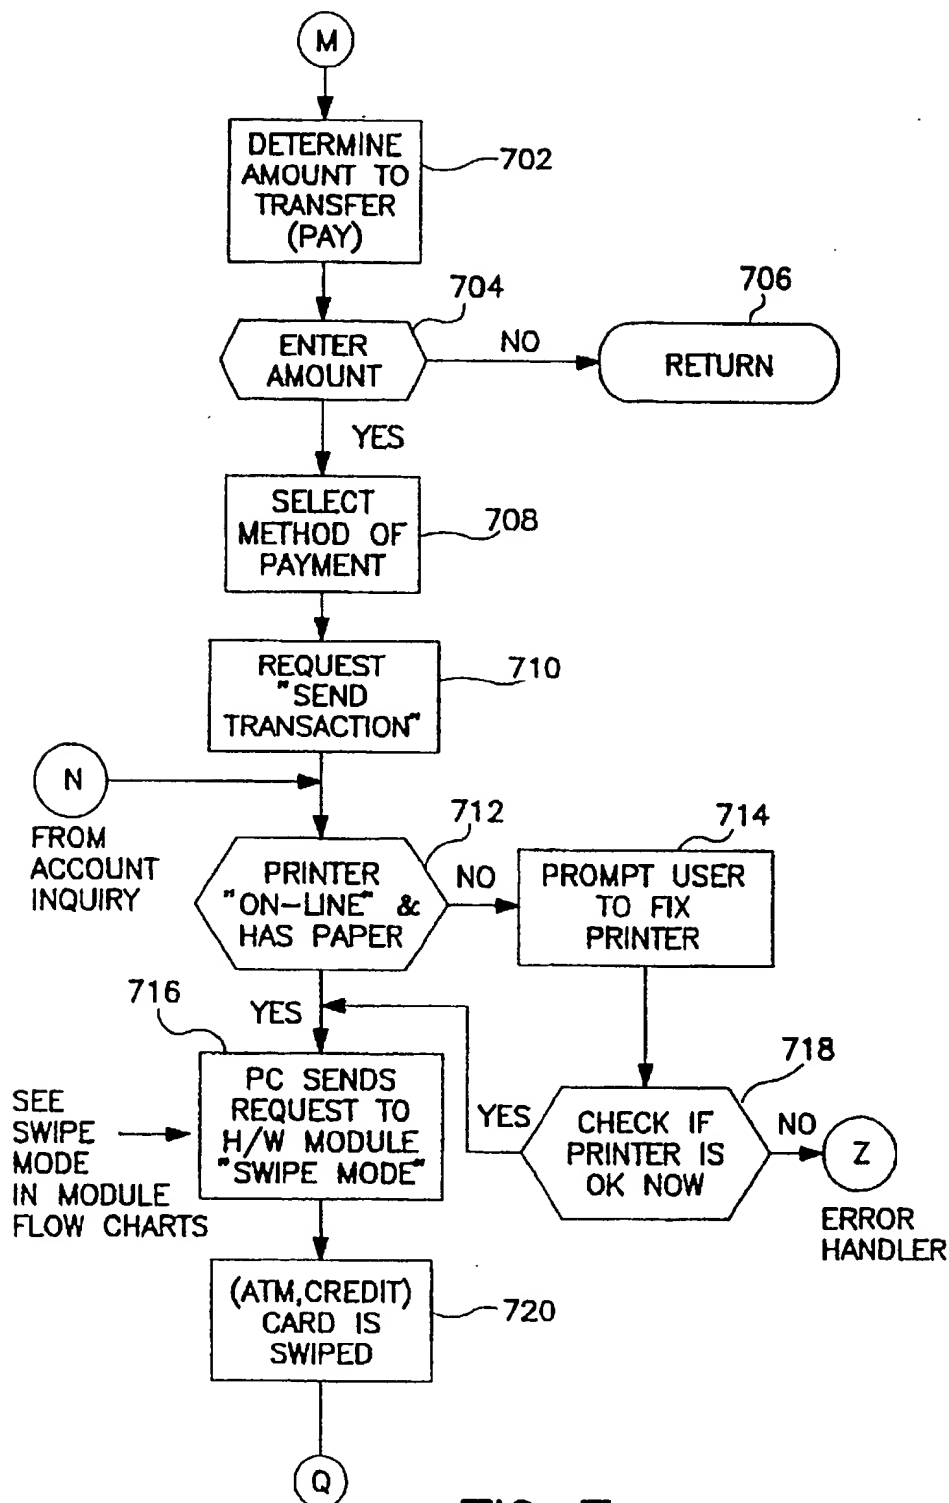 M
DETERMINE
AMOUNT TO
TRANSFER
(PAY)
702
704
706
ENTER
AMOUNT
NO
RETURN
YES
SELECT
METHOD OF
PAYMENT
708
REQUEST
"SEND
TRANSACTION"
710
N
FROM
ACCOUNT
INQUIRY
712
714
PRINTER
"ON-LINE" &
HAS PAPER
NO
PROMPT USER
TO FIX
PRINTER
716
YES
718
SEE
SWIPE
MODE
IN MODULE
FLOW CHARTS
PC SENDS
REQUEST TO
H/W MODULE
"SWIPE MODE"
YES
CHECK IF
PRINTER IS
OK NOW
NO
Z
ERROR
HANDLER
(ATM,CREDIT)
CARD IS
SWIPED
720
Q